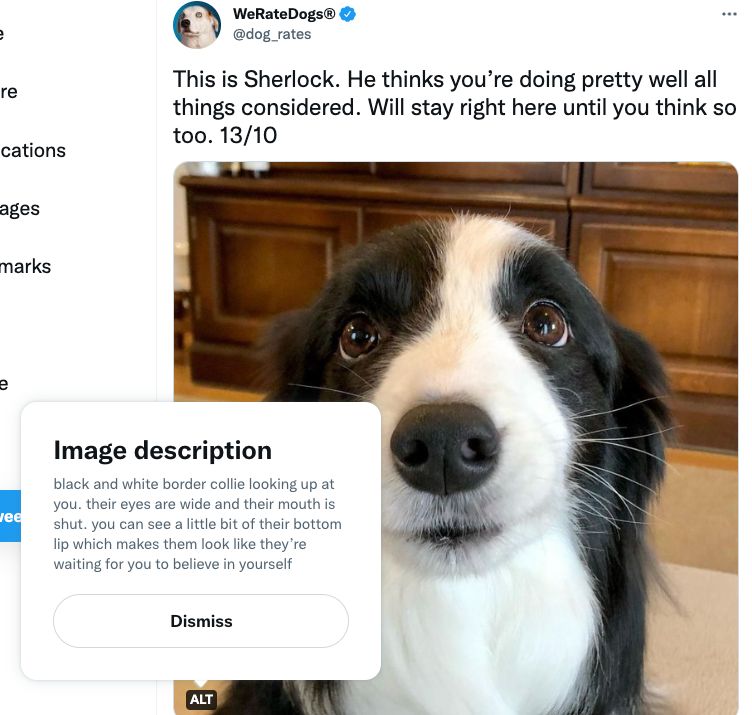 WeRateDogs®
@dog_rates
This is Sherlock. He thinks you’re doing pretty well all
things considered. Will stay right here until you think so
too. 13/10
e
re
cations
ages
marks
e
wee
Image description
black and white border collie looking up at
you. their eyes are wide and their mouth is
shut. you can see a little bit of their bottom
lip which makes them look like they’re
waiting for you to believe in yourself
Dismiss
ALT